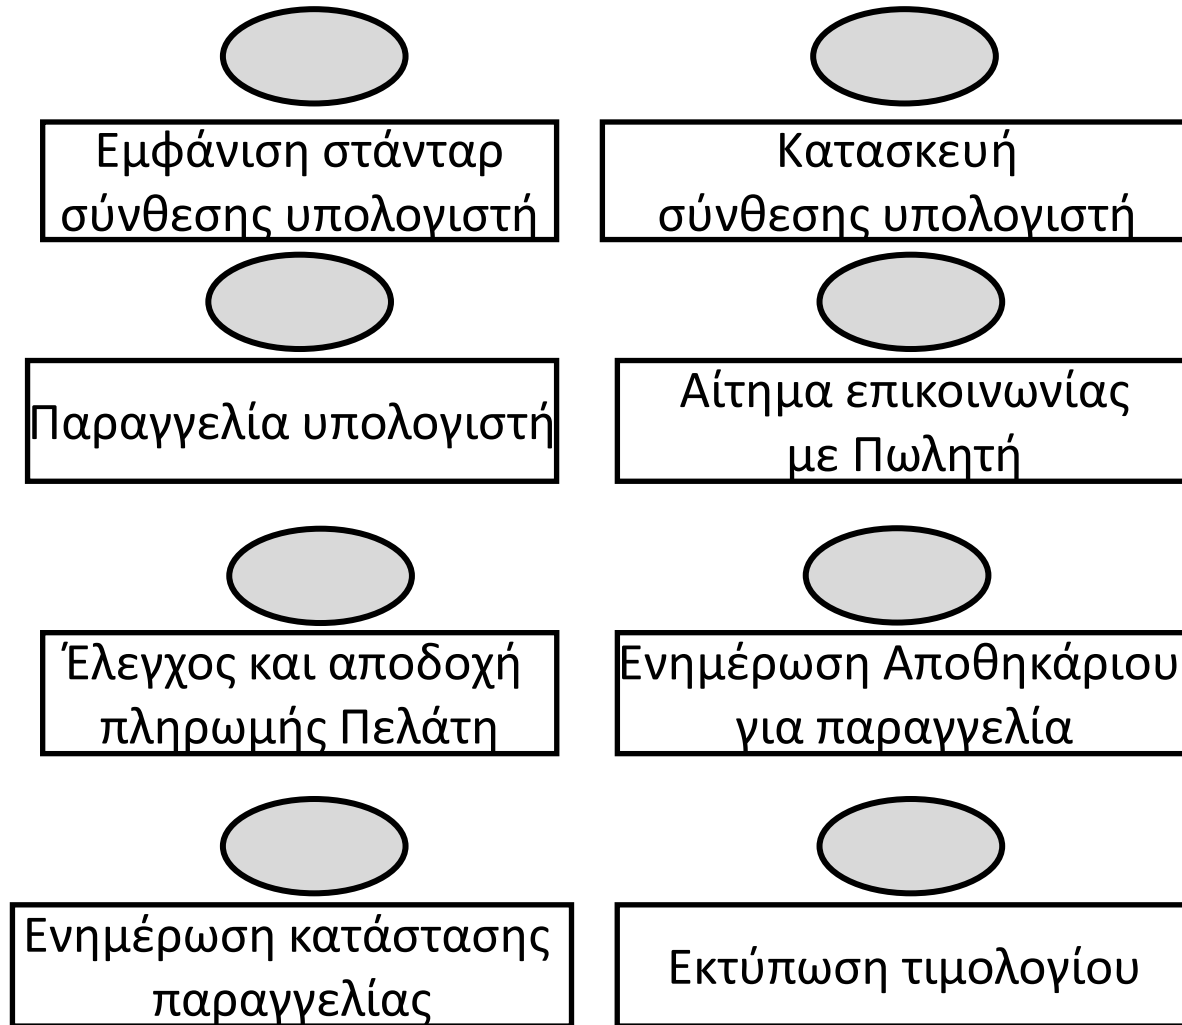 Εμφάνιση στάνταρ
σύνθεσης υπολογιστή
Κατασκευή
σύνθεσης υπολογιστή
Παραγγελία υπολογιστή
Αίτημα επικοινωνίας
με Πωλητή
Έλεγχος και αποδοχή
πληρωμής Πελάτη
Ενημέρωση Αποθηκάριου
για παραγγελία
Ενημέρωση κατάστασης
παραγγελίας
Εκτύπωση τιμολογίου